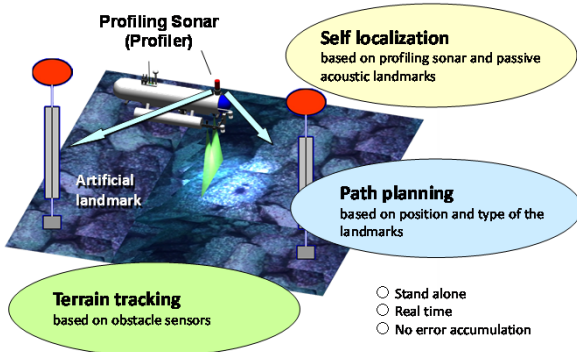 Profiling Sonar
(Profiler)
Self localization
based on profiling sonar and passive
acoustic landmarks
Artificial
landmark
Path planning
based on position and type of the
landmarks
Terrain tracking
based on obstacle sensors
○ Stand alone
○ Real time
○ No error accumulation